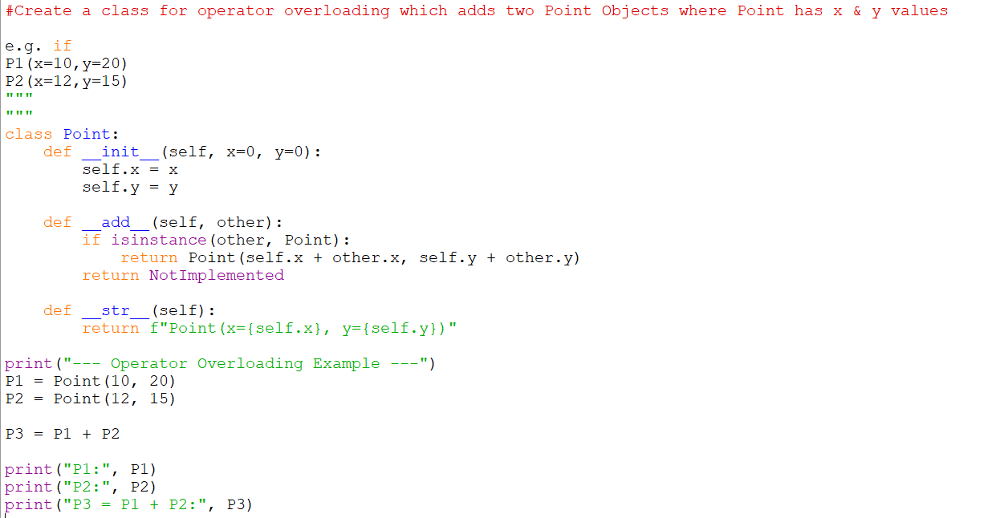 #Create a class for operator overloading which adds two Point Objects where Point has x & y values
e.g. if
P1(x=10,y=20)
P2(x=12,y=15)
"""
"""
class Point:
    def __init__(self, x=0, y=0):
        self.x = x
        self.y = y
    def __add__(self, other):
        if isinstance(other, Point):
            return Point(self.x + other.x, self.y + other.y)
        return NotImplemented
    def __str__(self):
        return f"Point(x={self.x}, y={self.y})"
print("--- Operator Overloading Example ---")
P1 = Point(10, 20)
P2 = Point(12, 15)
P3 = P1 + P2
print("P1:", P1)
print("P2:", P2)
print("P3 = P1 + P2:", P3)